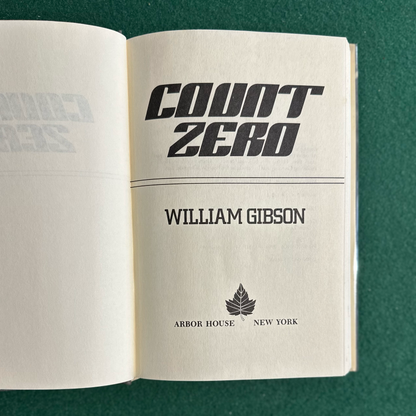 COUNT
ZERO
WILLIAM GIBSON
ARBOR HOUSE NEW YORK